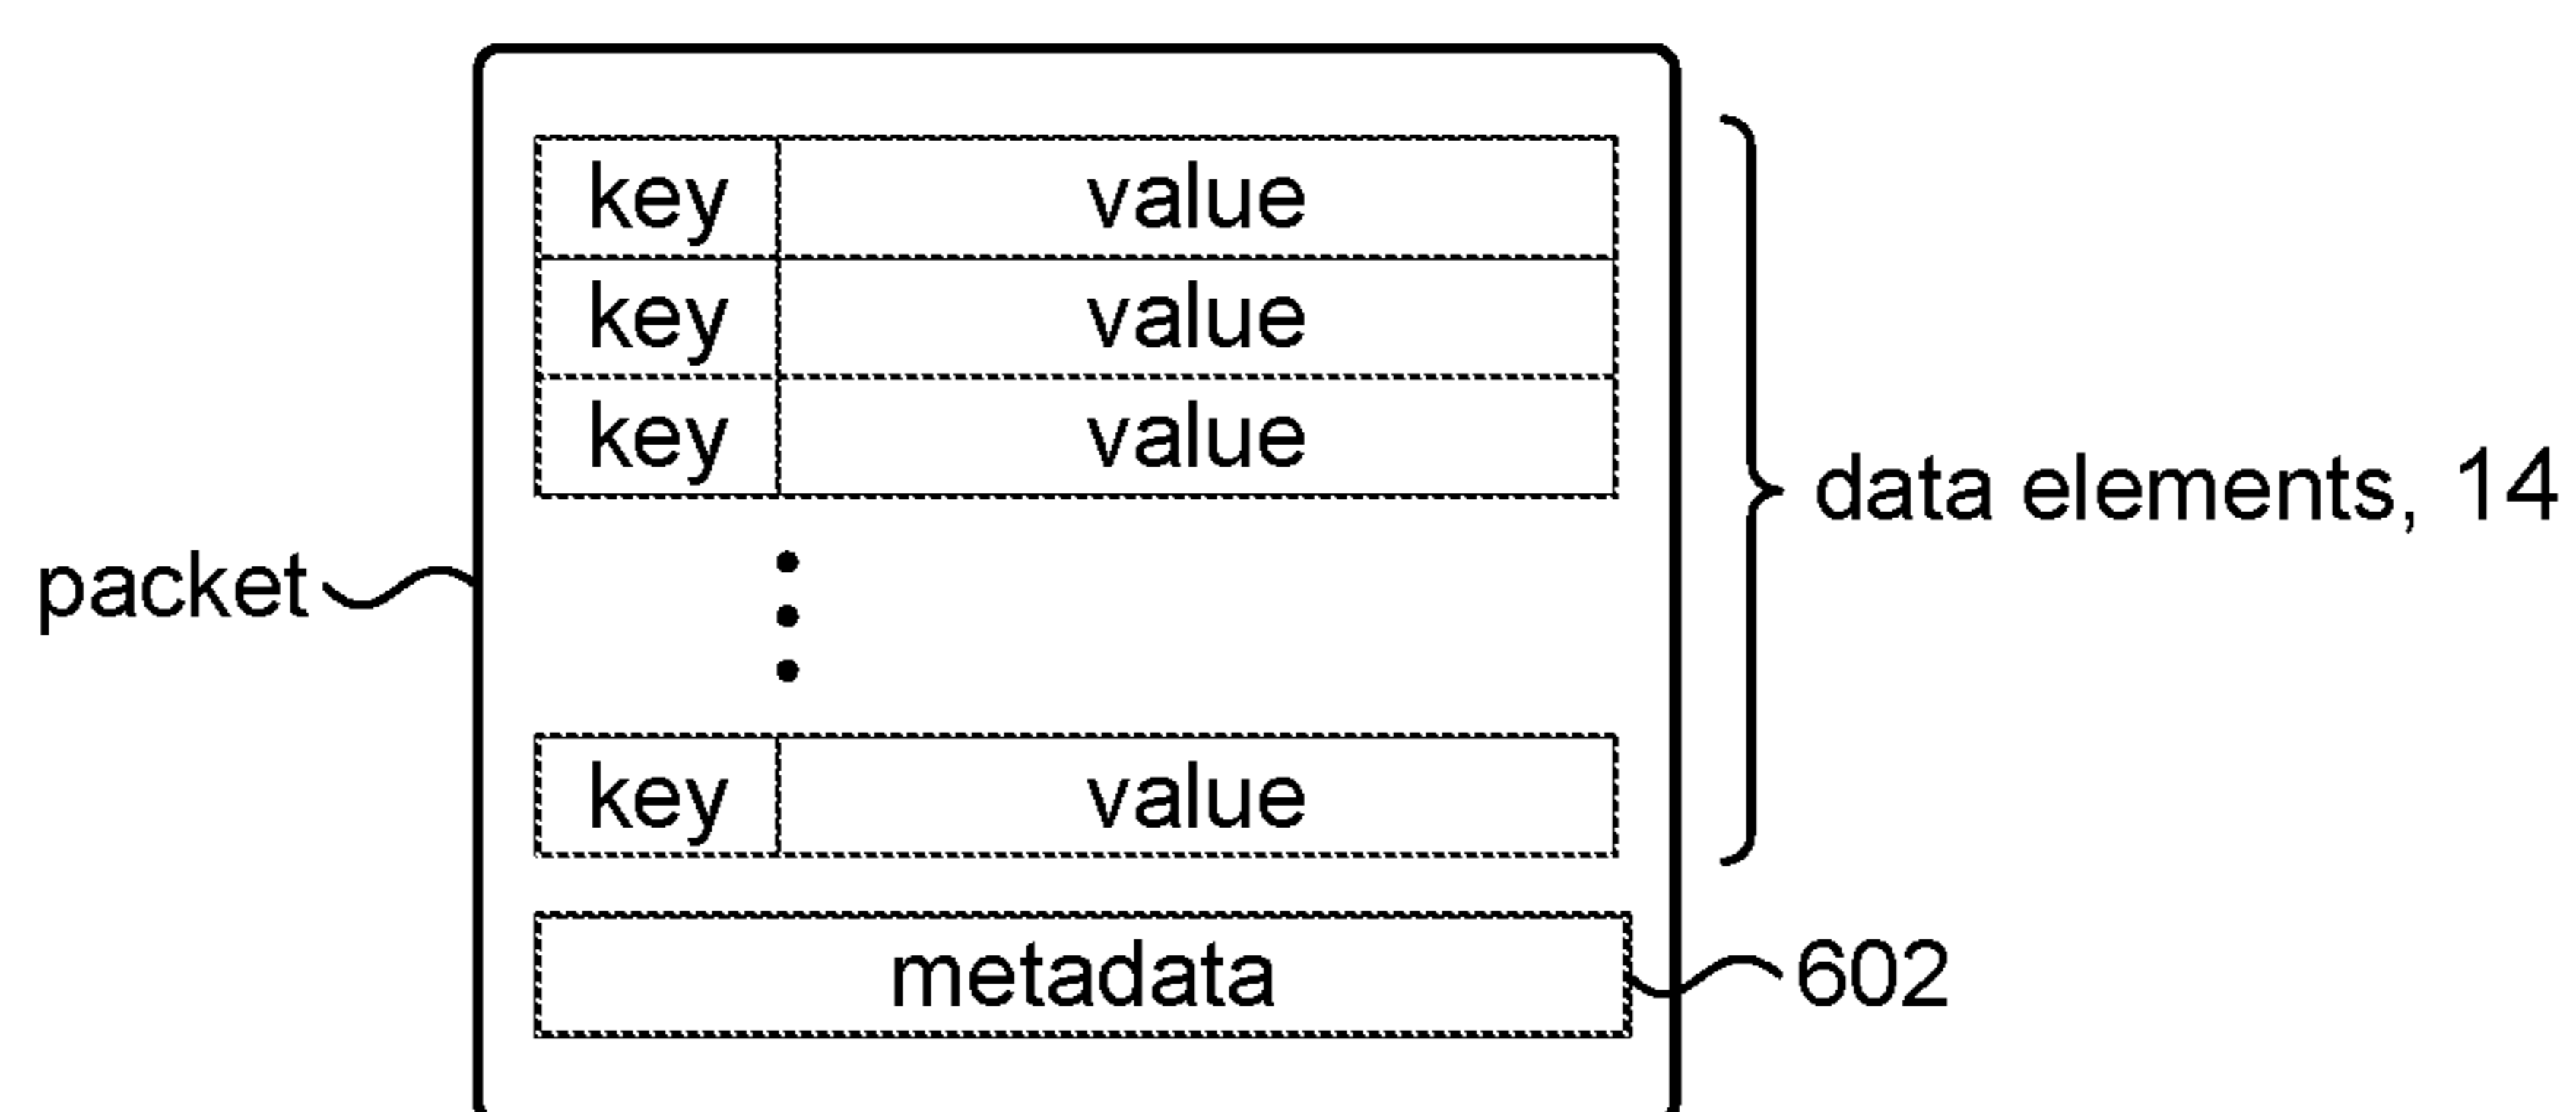 key value
key value
key value
packet
data elements, 14
key value
metadata
602